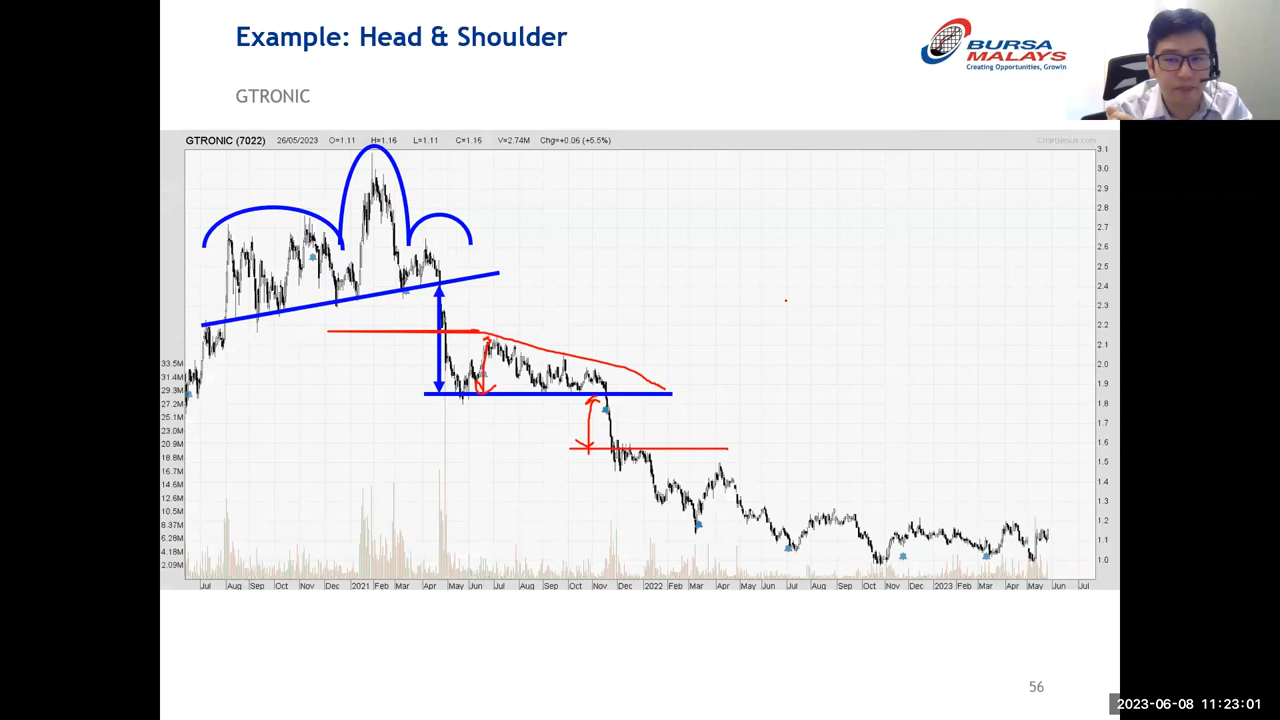 Example: Head & Shoulder
BURSA
MALAYS
Creating Opportunities, Growin
GTRONIC
GTRONIC (7022) 26/05/2023 O=1.11 H=1.16 L=1.11 C=1.16 V=2.74M Chg=+0.06 (+5.5%)
ChartNexus.com
3.1
3.0
2.9
2.8
2.7
2.6
2.5
2.4
2.3
2.2
2.1
2.0
1.9
1.8
1.7
1.6
1.5
1.4
1.3
1.2
1.1
1.0
33.5M
31.4M
29.3M
27.2M
25.1M
23.0M
20.9M
18.8M
16.7M
14.6M
12.6M
10.5M
8.37M
6.28M
4.18M
2.09M
Jul Aug Sep Oct Nov Dec 2021 Feb Mar Apr May Jun Jul Aug Sep Oct Nov Dec 2022 Feb Mar Apr May Jun Jul Aug Sep Oct Nov Dec 2023 Feb Mar Apr May Jun Jul
56
2023-06-08 11:23:01